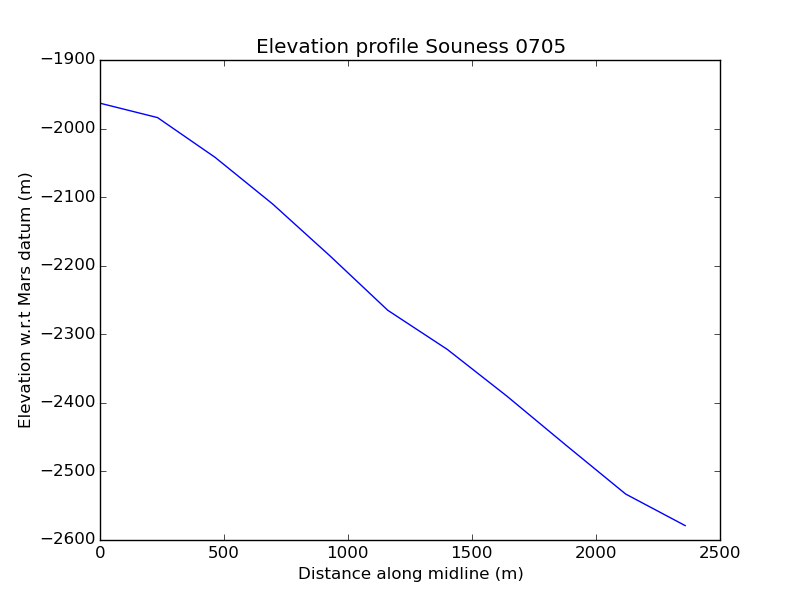 Elevation profile Souness 0705
Elevation w.r.t Mars datum (m)
−1900
−2000
−2100
−2200
−2300
−2400
−2500
−2600
0 500 1000 1500 2000 2500
Distance along midline (m)